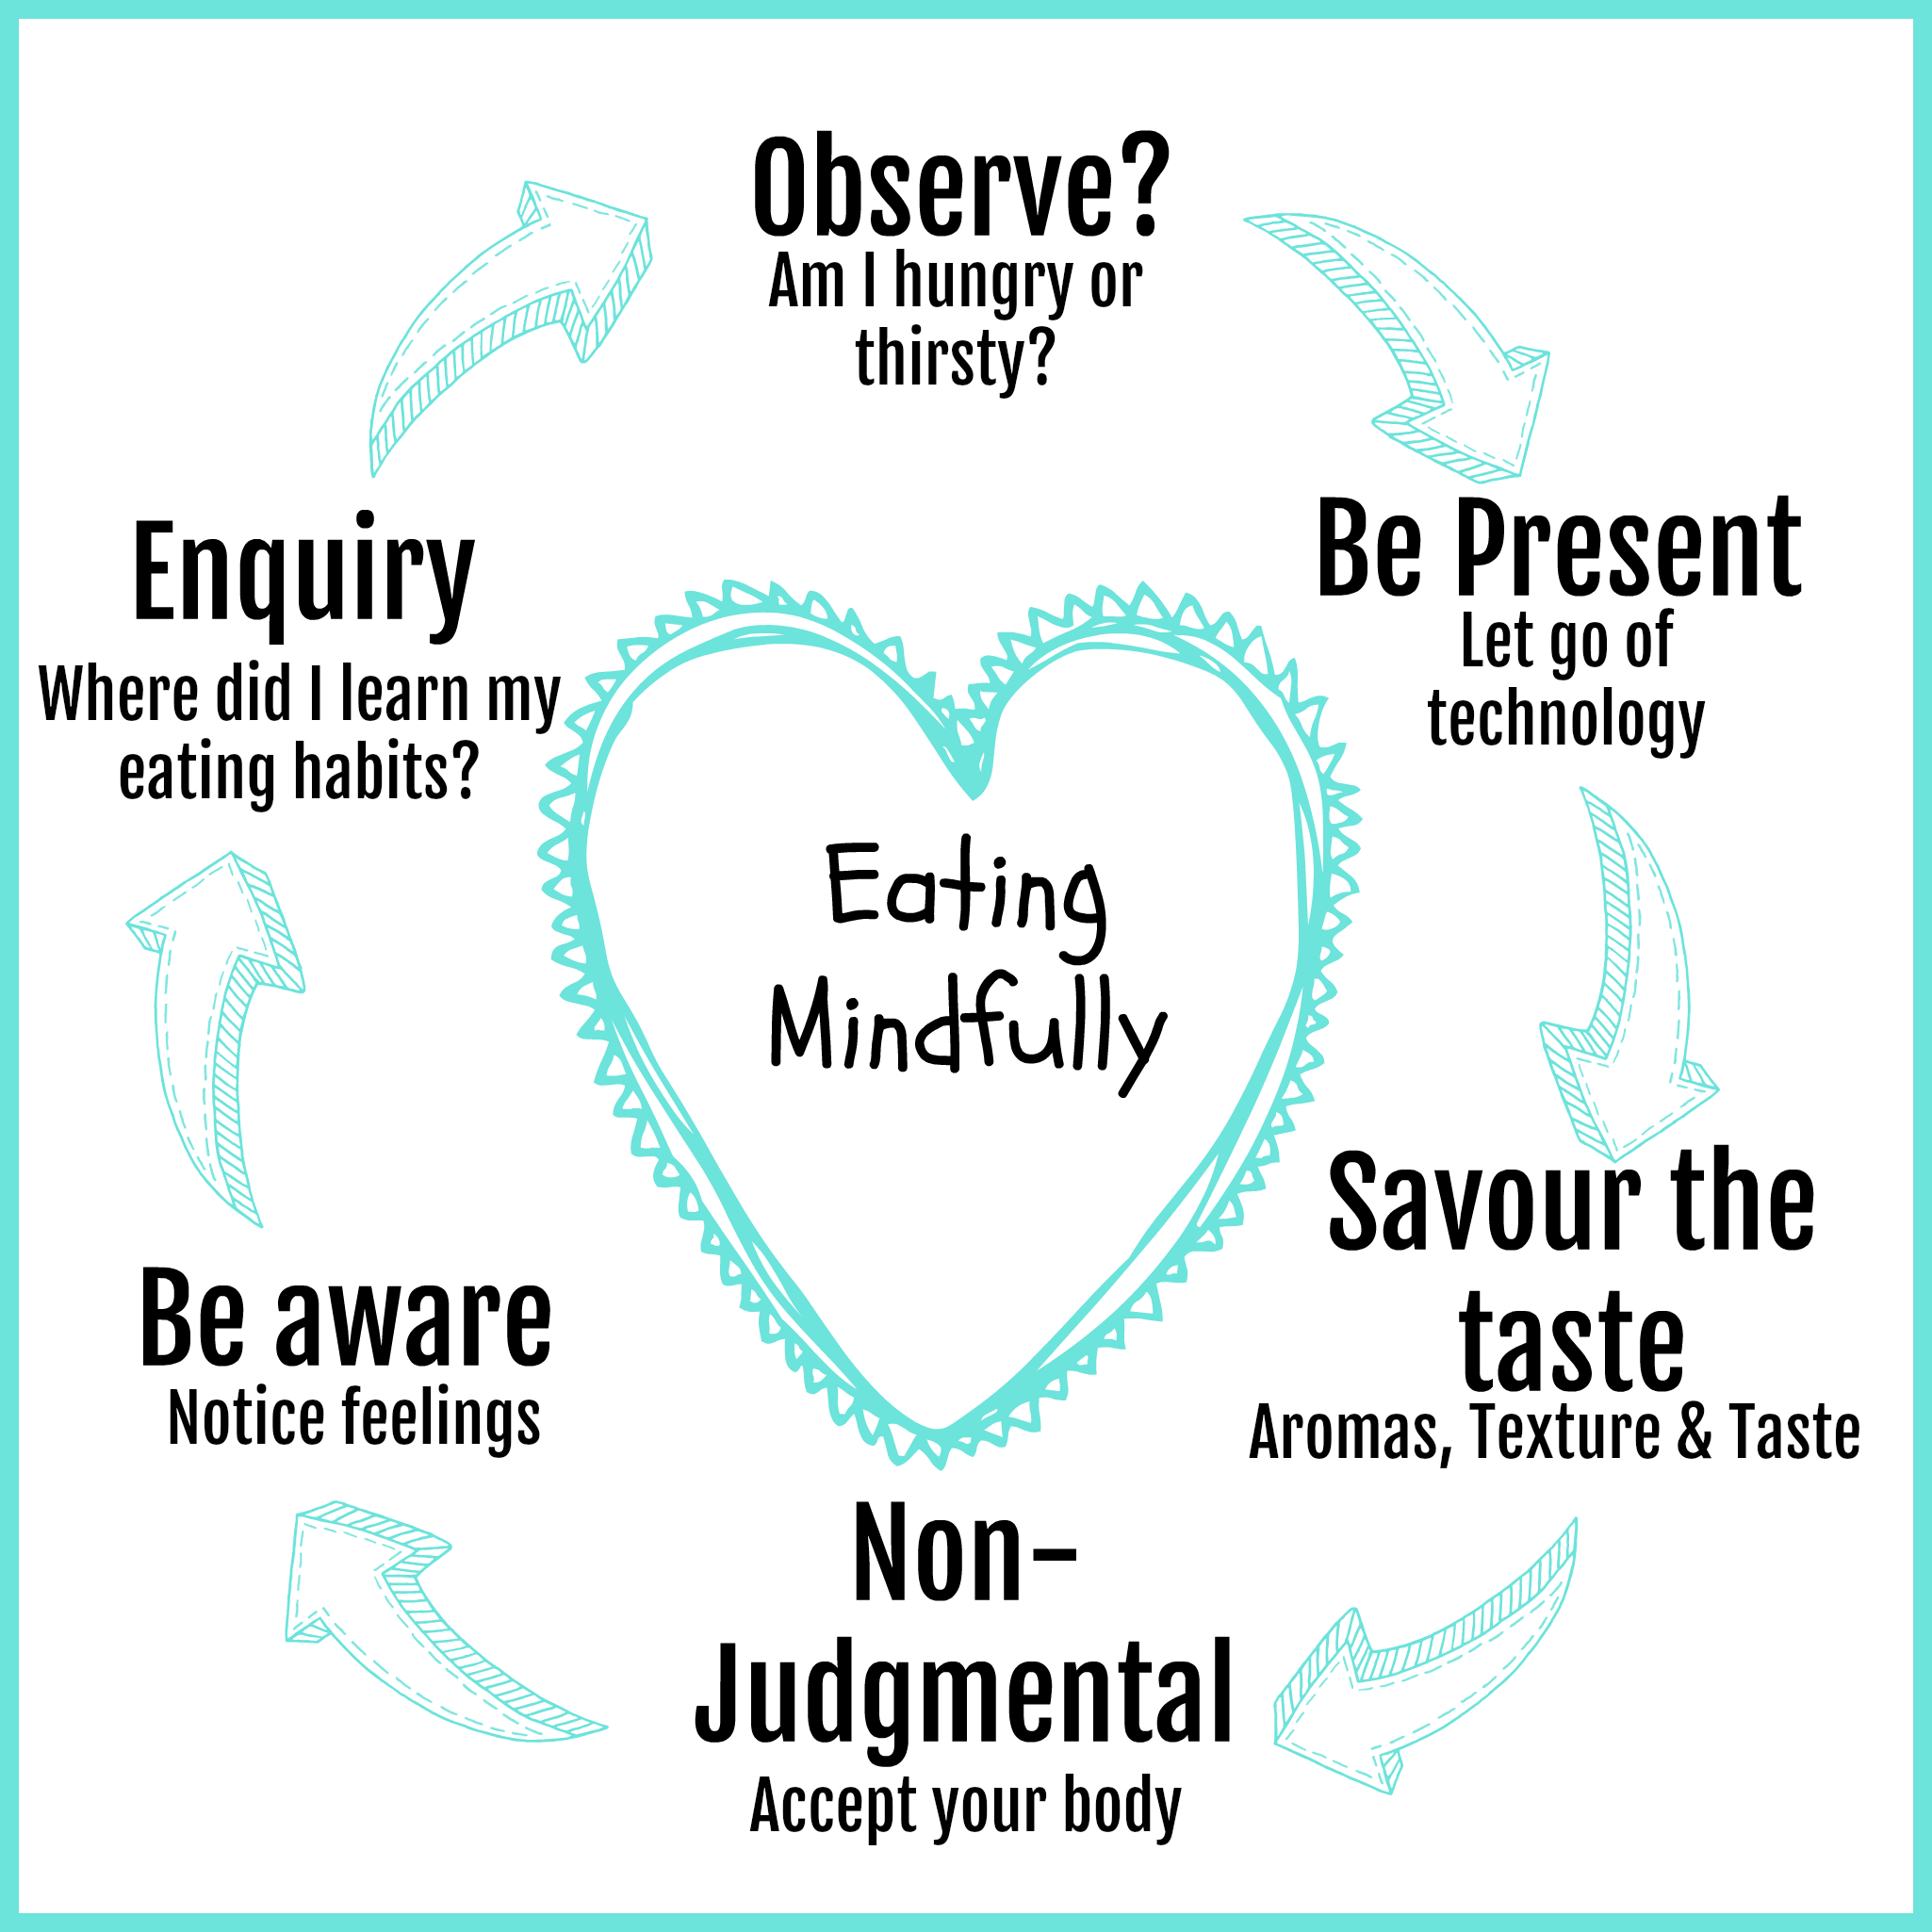 Observe?
Am I hungry or
thirsty?
Be Present
Let go of
technology
Savour the
taste
Aromas, Texture & Taste
Non-
Judgmental
Accept your body
Be aware
Notice feelings
Enquiry
Where did I learn my
eating habits?
Eating
Mindfully